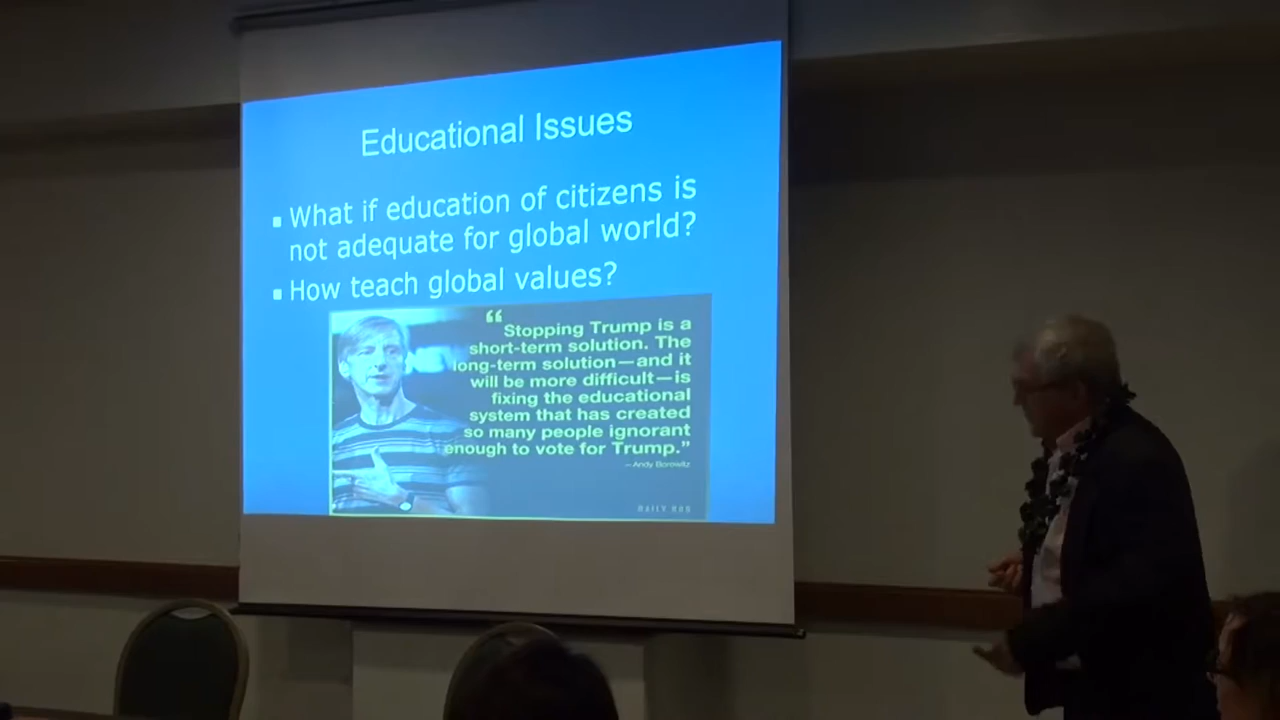 Educational Issues
▪ What if education of citizens is
not adequate for global world?
▪ How teach global values?
“
Stopping Trump is a
short-term solution. The
long-term solution—and it
will be more difficult—is
fixing the educational
system that has created
so many people ignorant
enough to vote for Trump.”
—Andy Borowitz
DAILY KOS